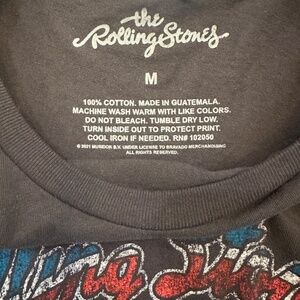 the
Rolling Stones
M
100% COTTON. MADE IN GUATEMALA.
MACHINE WASH WARM WITH LIKE COLORS.
DO NOT BLEACH. TUMBLE DRY LOW.
TURN INSIDE OUT TO PROTECT PRINT.
COOL IRON IF NEEDED. RN# 102050
© 2021 MUSIDOR B.V. UNDER LICENSE TO BRAVADO MERCHANDISING
ALL RIGHTS RESERVED.